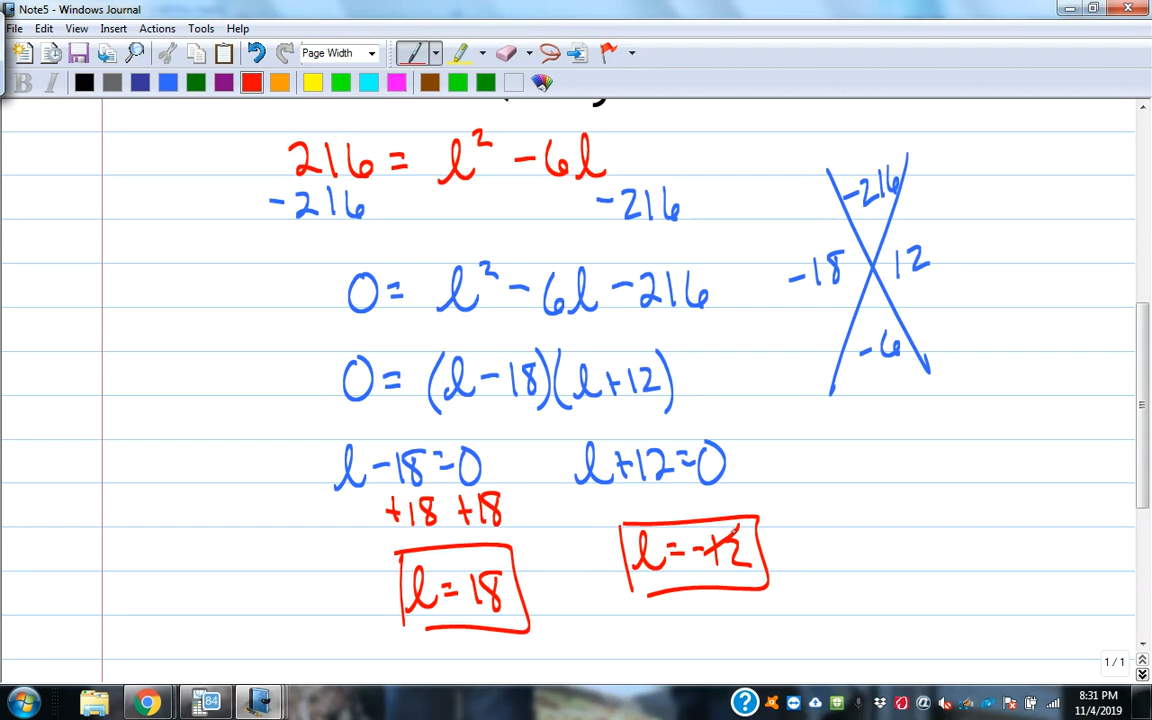 Note5 - Windows Journal
File Edit View Insert Actions Tools Help
Page Width
B I
216 = l² - 6l
-216 -216
-216
-18 12
-6
0 = l² - 6l - 216
0 = (l - 18)(l + 12)
l - 18 = 0 l + 12 = 0
+18 +18
l = -12
l = 18
1 / 1
84
8:31 PM
11/4/2019